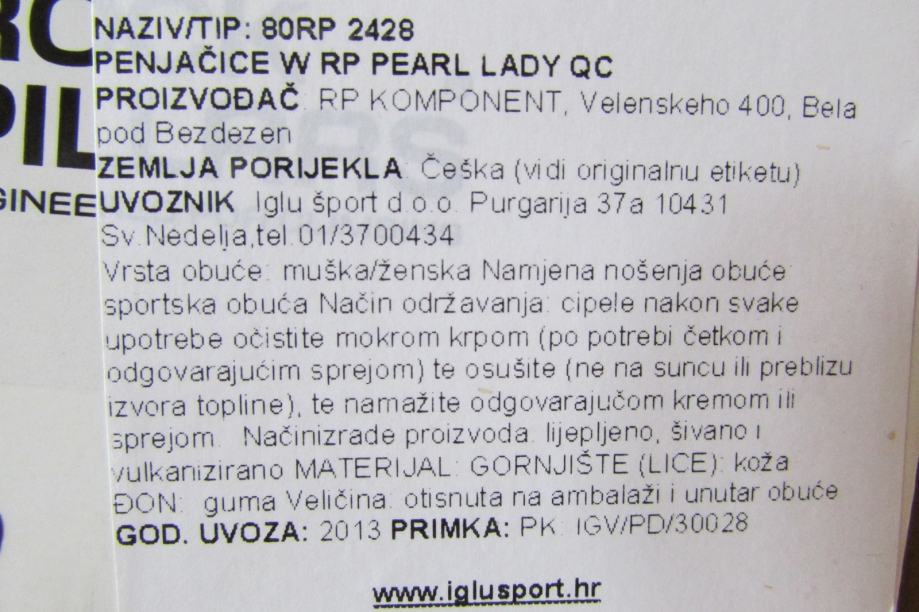 NAZIV/TIP: 80RP 2428
PENJAČICE W RP PEARL LADY QC
PROIZVOĐAČ: RP KOMPONENT, Velenskeho 400, Bela
pod Bezdezen
ZEMLJA PORIJEKLA: Češka (vidi originalnu etiketu)
UVOZNIK: Iglu šport d.o.o. Purgarija 37a 10431
Sv.Nedelja,tel.01/3700434
Vrsta obuće: muška/ženska Namjena nošenja obuće:
sportska obuća Način održavanja: cipele nakon svake
upotrebe očistite mokrom krpom (po potrebi četkom i
odgovarajućim sprejom) te osušite (ne na suncu ili preblizu
izvora topline), te namažite odgovarajučom kremom ili
sprejom. Načinizrade proizvoda: lijepljeno, šivano i
vulkanizirano MATERIJAL: GORNJIŠTE (LICE): koža
ĐON: guma Veličina: otisnuta na ambalaži i unutar obuće
GOD. UVOZA: 2013 PRIMKA: PK: IGV/PD/30028
www.iglusport.hr